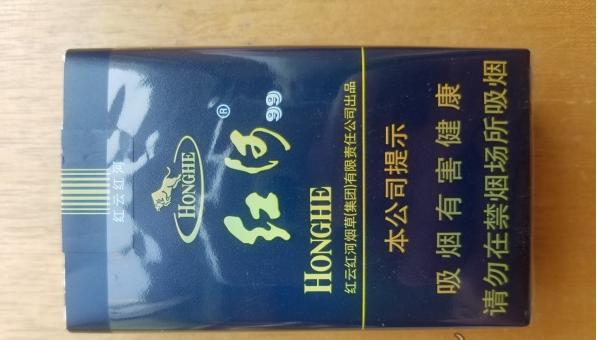 红云红河
HONGHE
红河®
99
HONGHE
红云红河烟草(集团)有限责任公司出品
本公司提示
吸烟有害健康
请勿在禁烟场所吸烟